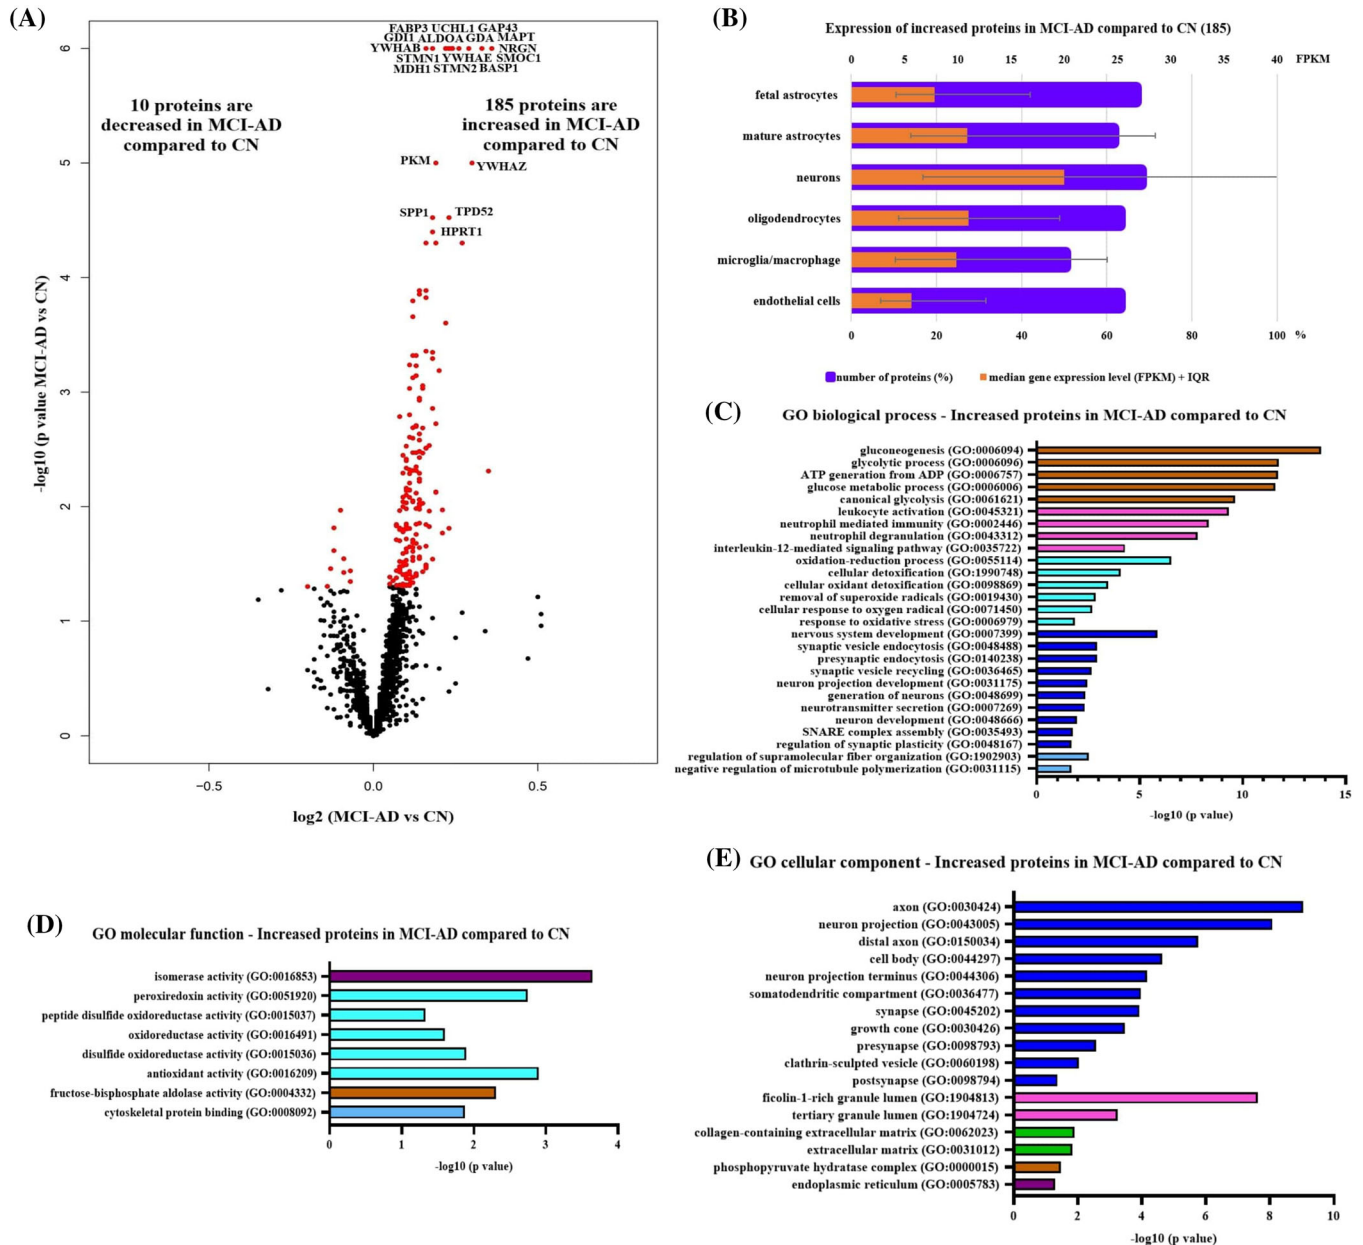 (A)
FABP3 UCHL1 GAP43
GDI1 ALDOA GDA MAPT
YWHAB NRGN
STMN1 YWHAE SMOC1
MDH1 STMN2 BASP1
10 proteins are
decreased in MCI-AD
compared to CN
185 proteins are
increased in MCI-AD
compared to CN
PKM
YWHAZ
SPP1
TPD52
HPRT1
-log10 (p value MCI-AD vs CN)
6
5
4
3
2
1
0
−0.5 0.0 0.5
log2 (MCI-AD vs CN)
(B)
Expression of increased proteins in MCI-AD compared to CN (185)
0 5 10 15 20 25 30 35 40 FPKM
fetal astrocytes
mature astrocytes
neurons
oligodendrocytes
microglia/macrophage
endothelial cells
0 20 40 60 80 100 %
number of proteins (%)
median gene expression level (FPKM) + IQR
(C)
GO biological process - Increased proteins in MCI-AD compared to CN
gluconeogenesis (GO:0006094)
glycolytic process (GO:0006096)
ATP generation from ADP (GO:0006757)
glucose metabolic process (GO:0006006)
canonical glycolysis (GO:0061621)
leukocyte activation (GO:0045321)
neutrophil mediated immunity (GO:0002446)
neutrophil degranulation (GO:0043312)
interleukin-12-mediated signaling pathway (GO:0035722)
oxidation-reduction process (GO:0055114)
cellular detoxification (GO:1990748)
cellular oxidant detoxification (GO:0098869)
removal of superoxide radicals (GO:0019430)
cellular response to oxygen radical (GO:0071450)
response to oxidative stress (GO:0006979)
nervous system development (GO:0007399)
synaptic vesicle endocytosis (GO:0048488)
presynaptic endocytosis (GO:0140238)
synaptic vesicle recycling (GO:0036465)
neuron projection development (GO:0031175)
generation of neurons (GO:0048699)
neurotransmitter secretion (GO:0007269)
neuron development (GO:0048666)
SNARE complex assembly (GO:0035493)
regulation of synaptic plasticity (GO:0048167)
regulation of supramolecular fiber organization (GO:1902903)
negative regulation of microtubule polymerization (GO:0031115)
0 5 10 15
-log10 (p value)
(D)
GO molecular function - Increased proteins in MCI-AD compared to CN
isomerase activity (GO:0016853)
peroxiredoxin activity (GO:0051920)
peptide disulfide oxidoreductase activity (GO:0015037)
oxidoreductase activity (GO:0016491)
disulfide oxidoreductase activity (GO:0015036)
antioxidant activity (GO:0016209)
fructose-bisphosphate aldolase activity (GO:0004332)
cytoskeletal protein binding (GO:0008092)
0 1 2 3 4
-log10 (p value)
(E)
GO cellular component - Increased proteins in MCI-AD compared to CN
axon (GO:0030424)
neuron projection (GO:0043005)
distal axon (GO:0150034)
cell body (GO:0044297)
neuron projection terminus (GO:0044306)
somatodendritic compartment (GO:0036477)
synapse (GO:0045202)
growth cone (GO:0030426)
presynapse (GO:0098793)
clathrin-sculpted vesicle (GO:0060198)
postsynapse (GO:0098794)
ficolin-1-rich granule lumen (GO:1904813)
tertiary granule lumen (GO:1904724)
collagen-containing extracellular matrix (GO:0062023)
extracellular matrix (GO:0031012)
phosphopyruvate hydratase complex (GO:0000015)
endoplasmic reticulum (GO:0005783)
0 2 4 6 8 10
-log10 (p value)